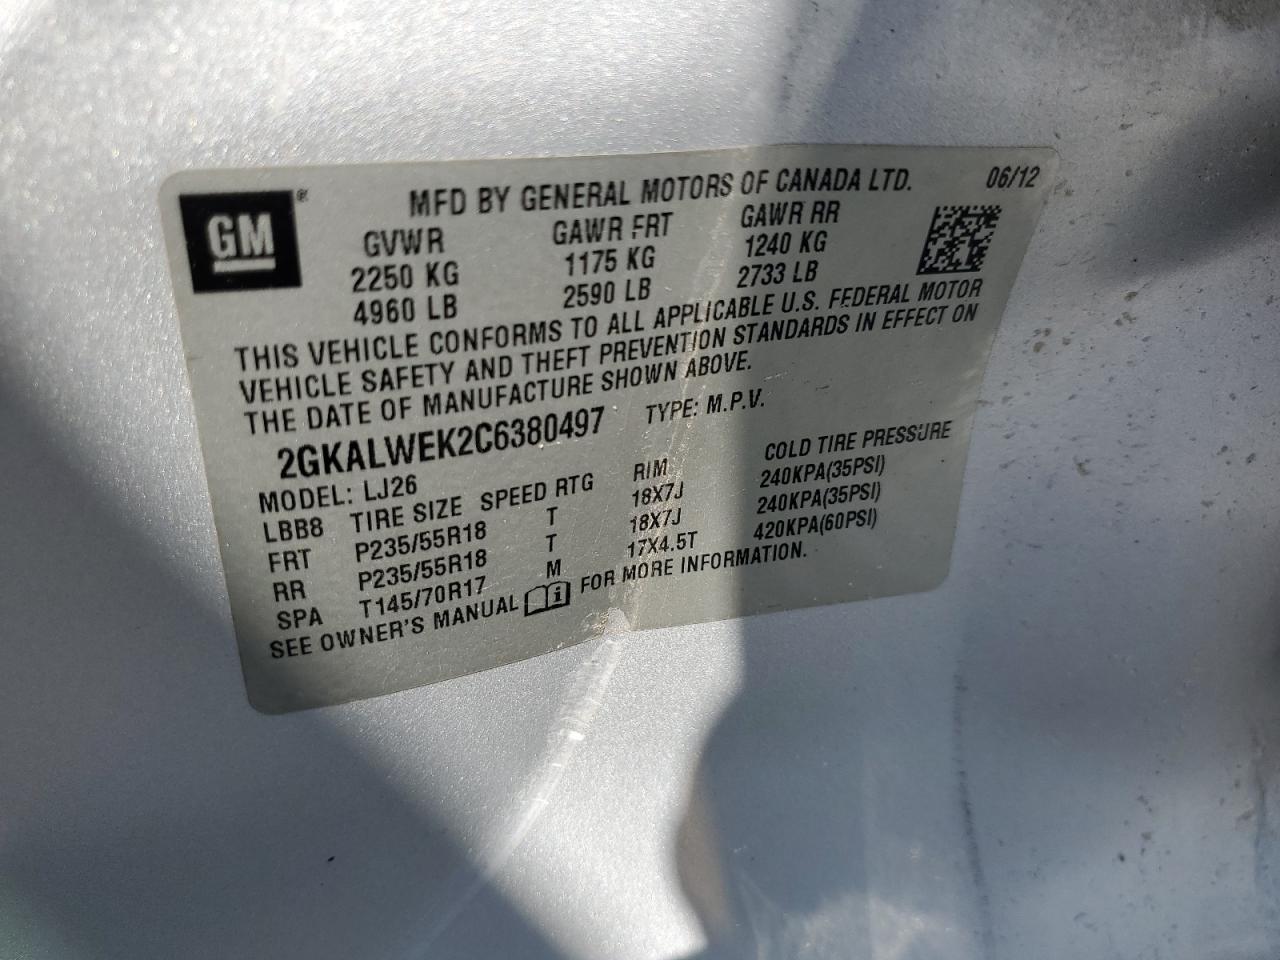 GM ®
MFD BY GENERAL MOTORS OF CANADA LTD. 06/12
GVWR GAWR FRT GAWR RR
2250 KG 1175 KG 1240 KG
4960 LB 2590 LB 2733 LB
THIS VEHICLE CONFORMS TO ALL APPLICABLE U.S. FEDERAL MOTOR
VEHICLE SAFETY AND THEFT PREVENTION STANDARDS IN EFFECT ON
THE DATE OF MANUFACTURE SHOWN ABOVE.
2GKALWEK2C6380497 TYPE: M.P.V.
MODEL: LJ26
LBB8 TIRE SIZE SPEED RTG RIM COLD TIRE PRESSURE
FRT P235/55R18 T 18X7J 240KPA(35PSI)
RR P235/55R18 T 18X7J 240KPA(35PSI)
SPA T145/70R17 M 17X4.5T 420KPA(60PSI)
SEE OWNER'S MANUAL i FOR MORE INFORMATION.